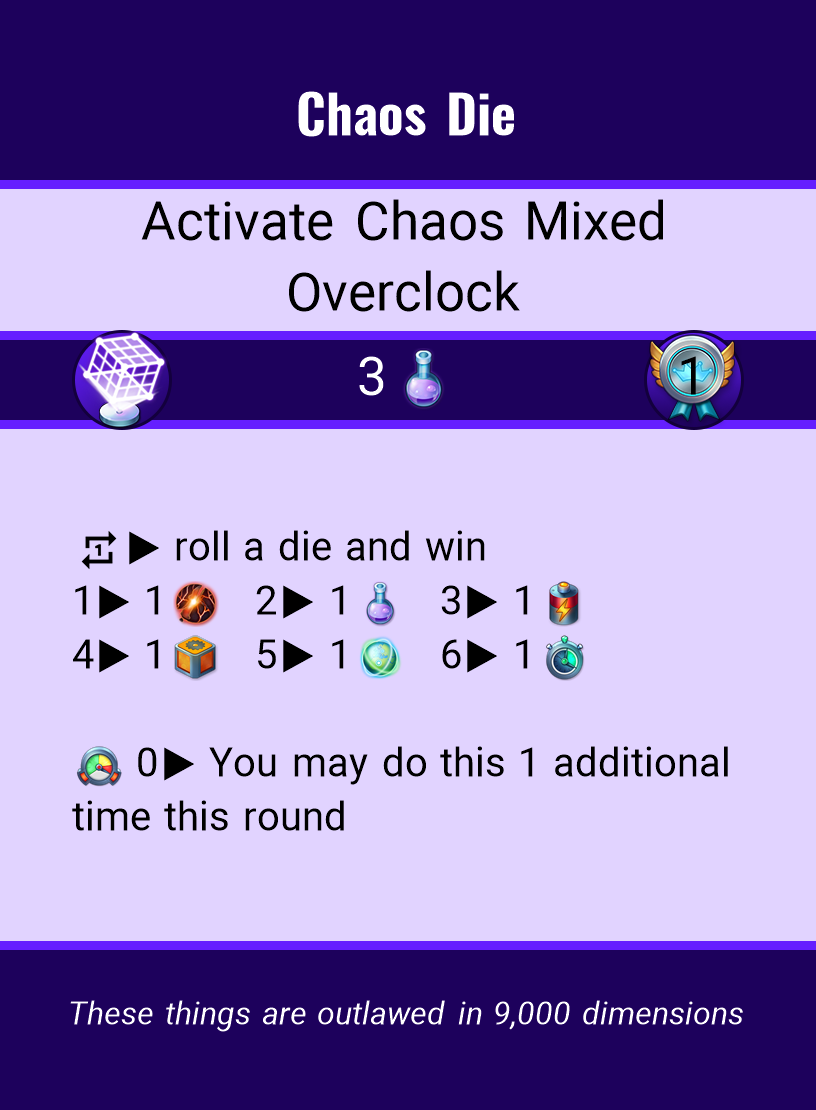 Chaos Die
Activate Chaos Mixed
Overclock
3
1
1 ▶ roll a die and win
1▶ 1 2▶ 1 3▶ 1
4▶ 1 5▶ 1 6▶ 1
0▶ You may do this 1 additional
time this round
These things are outlawed in 9,000 dimensions